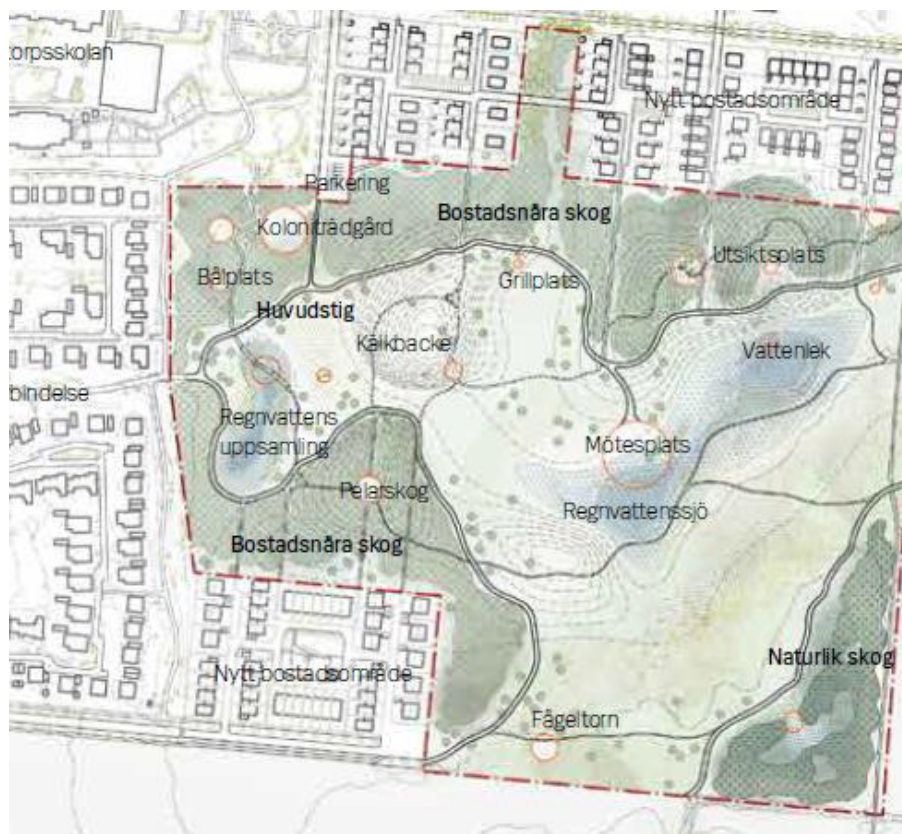 orpsskolan
Nytt bostadsområde
Parkering
Koloniträdgård
Bostadsnära skog
Bålplats
Grillplats
Utsiktsplats
Huvudstig
Kälkbacke
Vattenlek
bindelse
Regnvattens
uppsamling
Mötesplats
Pelarskog
Regnvattenssjö
Bostadsnära skog
Naturlik skog
Nytt bostadsområde
Fågeltorn